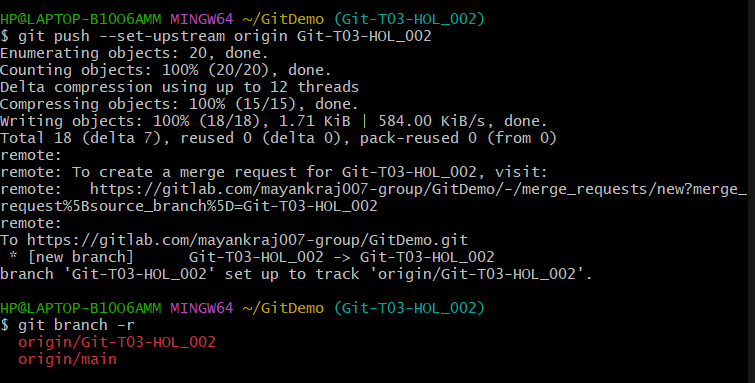 HP@LAPTOP-B1OO6AMM MINGW64 ~/GitDemo (Git-T03-HOL_002)
$ git push --set-upstream origin Git-T03-HOL_002
Enumerating objects: 20, done.
Counting objects: 100% (20/20), done.
Delta compression using up to 12 threads
Compressing objects: 100% (15/15), done.
Writing objects: 100% (18/18), 1.71 KiB | 584.00 KiB/s, done.
Total 18 (delta 7), reused 0 (delta 0), pack-reused 0 (from 0)
remote:
remote: To create a merge request for Git-T03-HOL_002, visit:
remote:   https://gitlab.com/mayankraj007-group/GitDemo/-/merge_requests/new?merge_
request%5Bsource_branch%5D=Git-T03-HOL_002
remote:
To https://gitlab.com/mayankraj007-group/GitDemo.git
 * [new branch]      Git-T03-HOL_002 -> Git-T03-HOL_002
branch 'Git-T03-HOL_002' set up to track 'origin/Git-T03-HOL_002'.
HP@LAPTOP-B1OO6AMM MINGW64 ~/GitDemo (Git-T03-HOL_002)
$ git branch -r
  origin/Git-T03-HOL_002
  origin/main